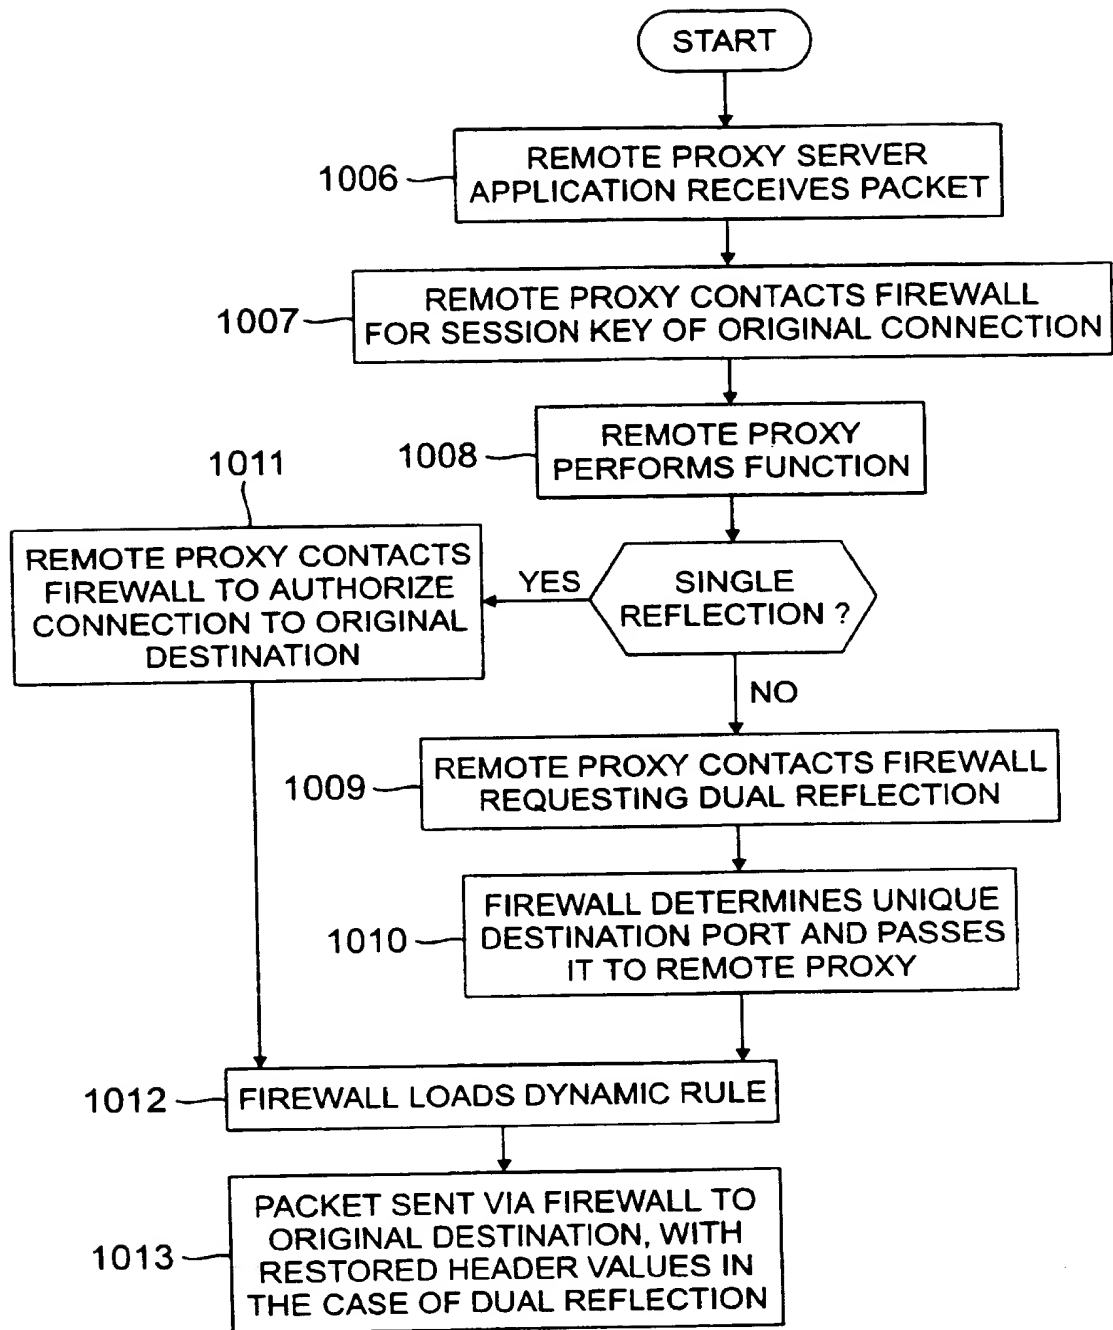 START
1006
REMOTE PROXY SERVER
APPLICATION RECEIVES PACKET
1007
REMOTE PROXY CONTACTS FIREWALL
FOR SESSION KEY OF ORIGINAL CONNECTION
1008
REMOTE PROXY
PERFORMS FUNCTION
1011
REMOTE PROXY CONTACTS
FIREWALL TO AUTHORIZE
CONNECTION TO ORIGINAL
DESTINATION
YES
SINGLE
REFLECTION ?
NO
1009
REMOTE PROXY CONTACTS FIREWALL
REQUESTING DUAL REFLECTION
1010
FIREWALL DETERMINES UNIQUE
DESTINATION PORT AND PASSES
IT TO REMOTE PROXY
1012
FIREWALL LOADS DYNAMIC RULE
1013
PACKET SENT VIA FIREWALL TO
ORIGINAL DESTINATION, WITH
RESTORED HEADER VALUES IN
THE CASE OF DUAL REFLECTION